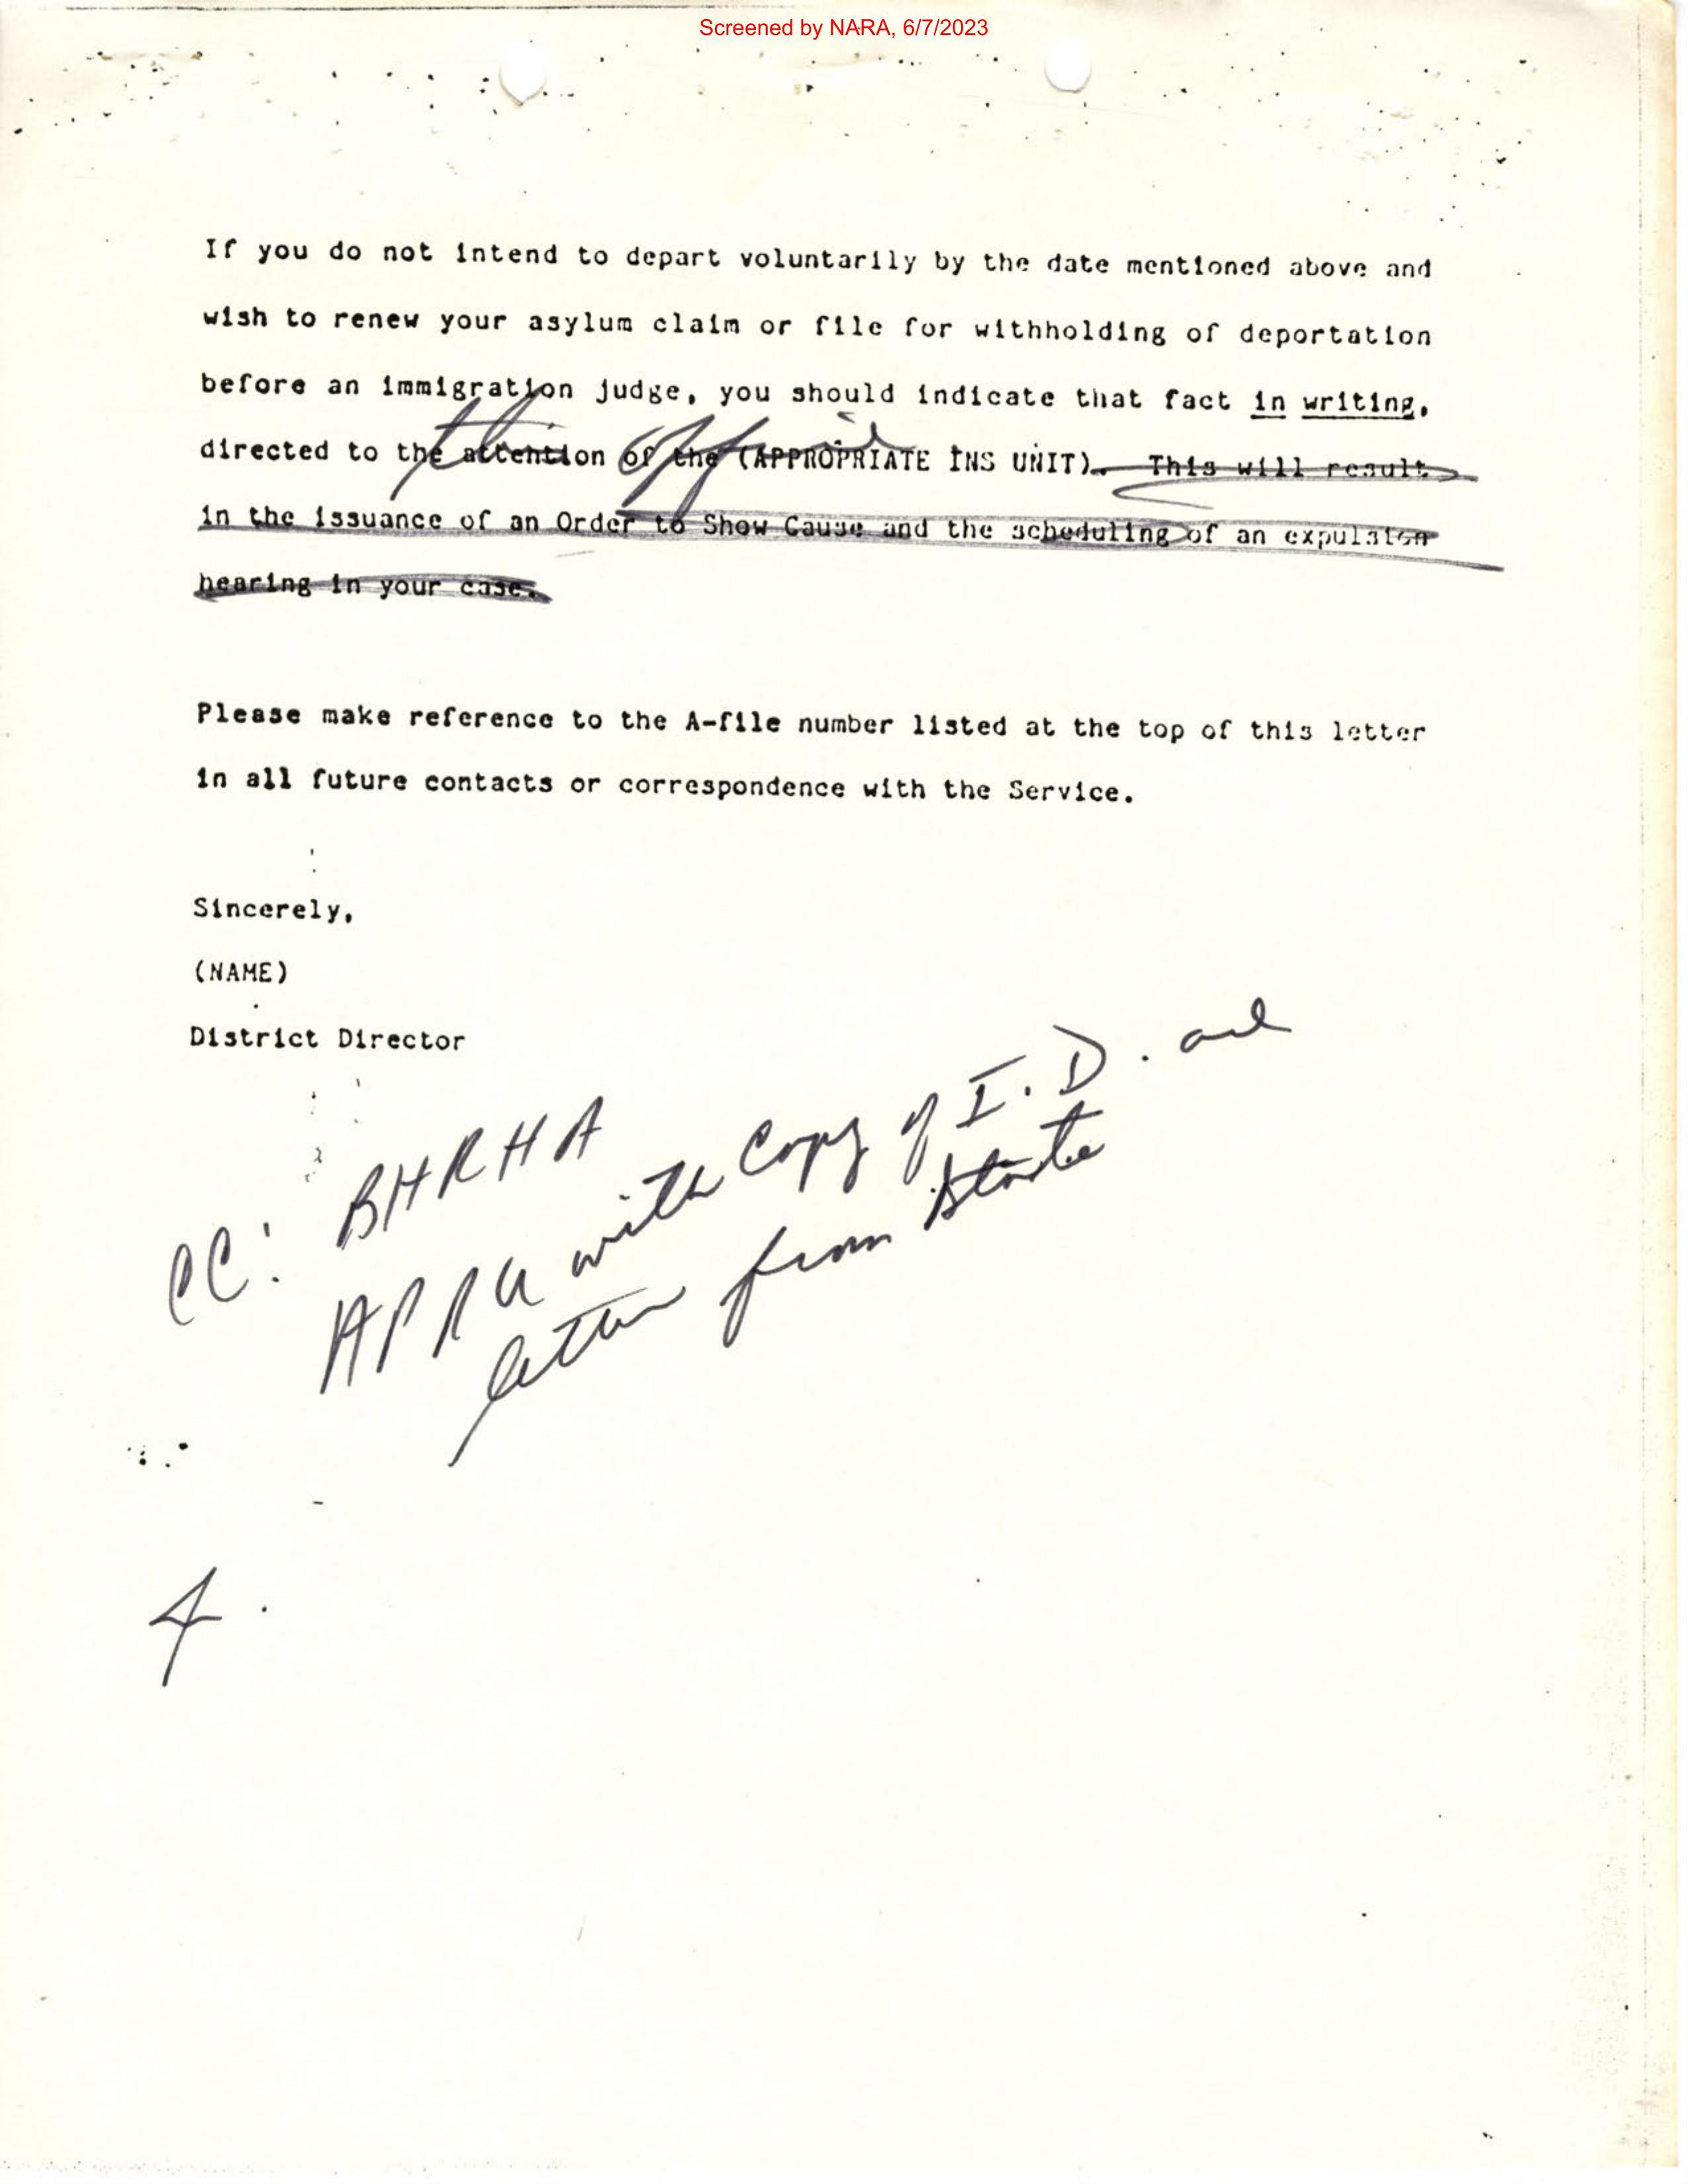 Screened by NARA, 6/7/2023
If you do not intend to depart voluntarily by the date mentioned above and
wish to renew your asylum claim or file for withholding of deportation
before an immigration judge, you should indicate that fact in writing,
directed to the attention of the (APPROPRIATE INS UNIT). This will result
this office
in the issuance of an Order to Show Cause and the scheduling of an expulsion
hearing in your case.
Please make reference to the A-file number listed at the top of this letter
in all future contacts or correspondence with the Service.
Sincerely,
(NAME)
District Director
CC: BHRHA
APRU with copy of I.D. and
letter from State
4.